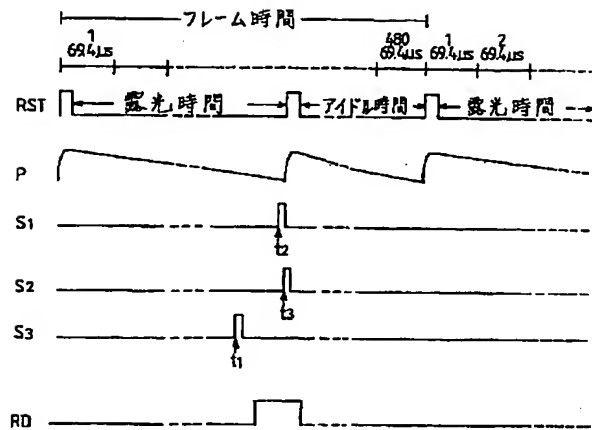 フレーム時間
1 480 1 2
69.4μs 69.4μs 69.4μs 69.4μs
RST 露光時間 アイドル時間 露光時間
P
S1
t2
S2
t3
S3
t1
RD